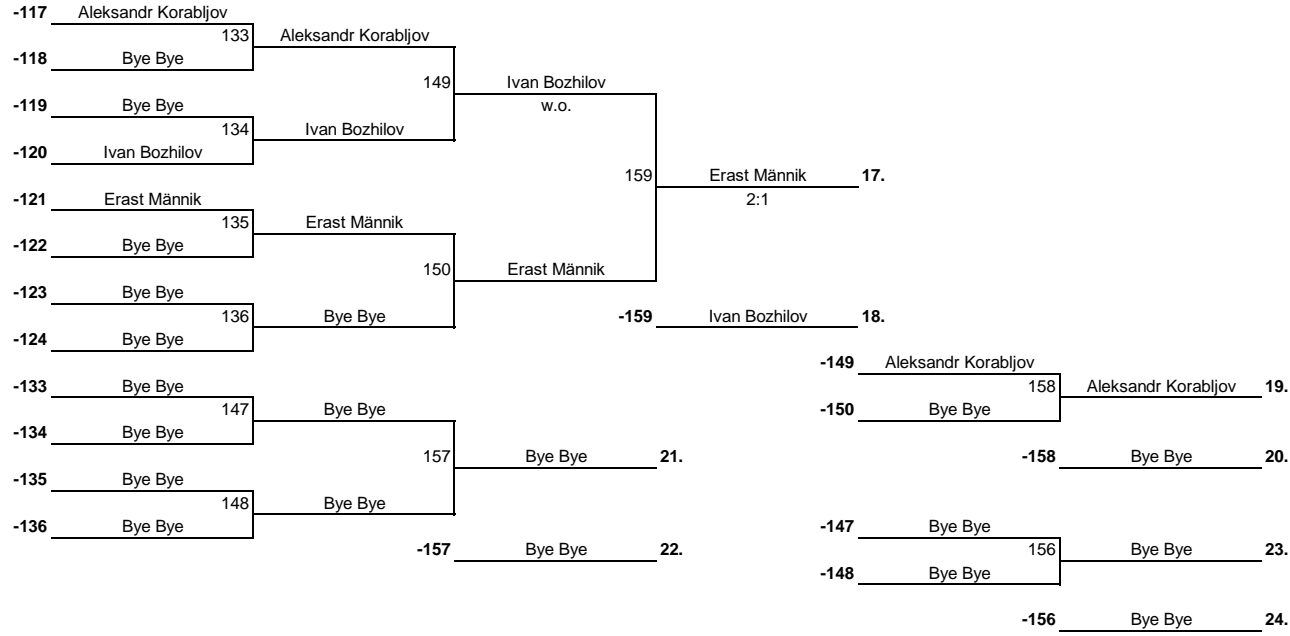 -117 Aleksandr Korabljov
133 Aleksandr Korabljov
-118 Bye Bye
149 Ivan Bozhilov
w.o.
-119 Bye Bye
134 Ivan Bozhilov
-120 Ivan Bozhilov
159 Erast Männik 17.
2:1
-121 Erast Männik
135 Erast Männik
-122 Bye Bye
150 Erast Männik
-123 Bye Bye
136 Bye Bye
-159 Ivan Bozhilov 18.
-124 Bye Bye
-149 Aleksandr Korabljov
-133 Bye Bye
158 Aleksandr Korabljov 19.
147 Bye Bye
-150 Bye Bye
-134 Bye Bye
157 Bye Bye 21.
-158 Bye Bye 20.
-135 Bye Bye
148 Bye Bye
-136 Bye Bye
-147 Bye Bye
-157 Bye Bye 22.
156 Bye Bye 23.
-148 Bye Bye
-156 Bye Bye 24.